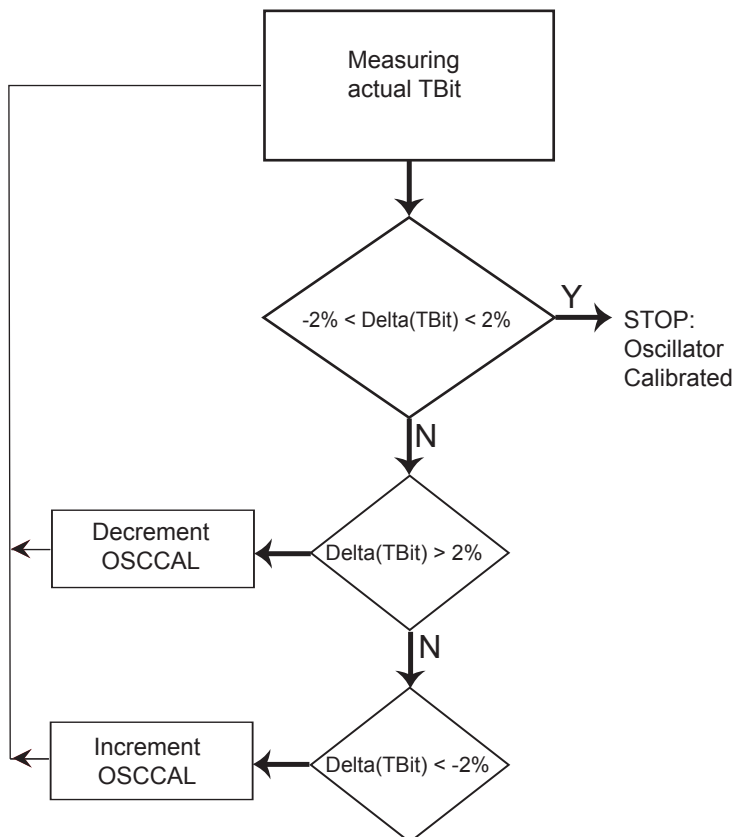 Measuring
actual TBit
-2% < Delta(TBit) < 2%
Y
STOP:
Oscillator
Calibrated
N
Decrement
OSCCAL
Delta(TBit) > 2%
N
Increment
OSCCAL
Delta(TBit) < -2%